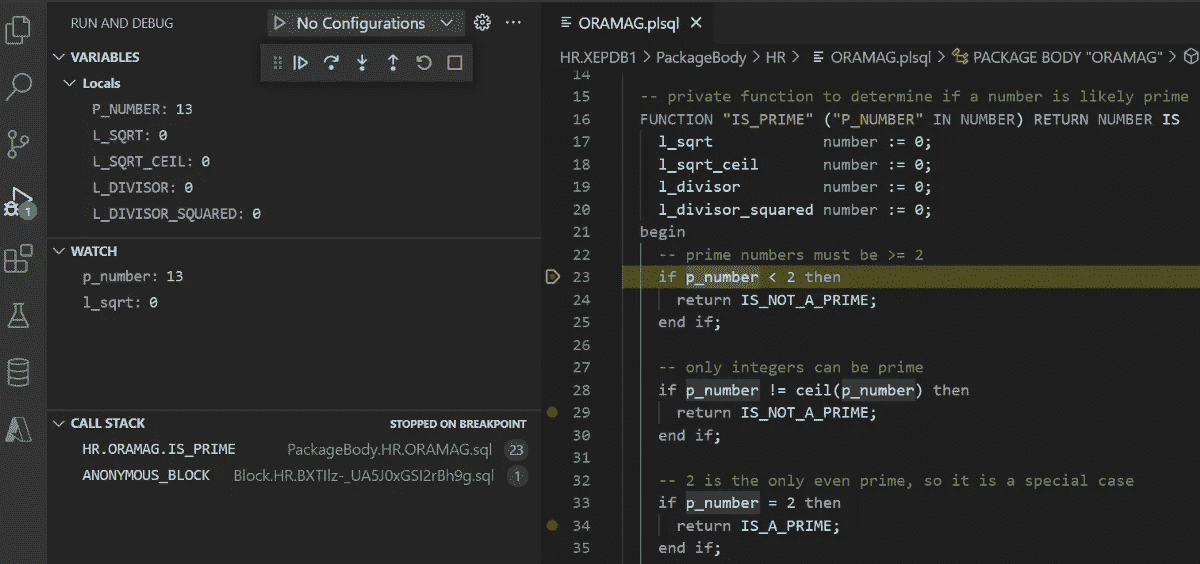 RUN AND DEBUG
No Configurations
VARIABLES
Locals
P_NUMBER: 13
L_SQRT: 0
L_SQRT_CEIL: 0
L_DIVISOR: 0
L_DIVISOR_SQUARED: 0
WATCH
p_number: 13
l_sqrt: 0
CALL STACK STOPPED ON BREAKPOINT
HR.ORAMAG.IS_PRIME PackageBody.HR.ORAMAG.sql 23
ANONYMOUS_BLOCK Block.HR.BXTIlz-_UA5J0xGSI2rBh9g.sql 1
1
ORAMAG.plsql
HR.XEPDB1 > PackageBody > HR > ORAMAG.plsql > PACKAGE BODY "ORAMAG" >
14
15 -- private function to determine if a number is likely prime
16 FUNCTION "IS_PRIME" ("P_NUMBER" IN NUMBER) RETURN NUMBER IS
17 l_sqrt number := 0;
18 l_sqrt_ceil number := 0;
19 l_divisor number := 0;
20 l_divisor_squared number := 0;
21 begin
22 -- prime numbers must be >= 2
23 if p_number < 2 then
24 return IS_NOT_A_PRIME;
25 end if;
26
27 -- only integers can be prime
28 if p_number != ceil(p_number) then
29 return IS_NOT_A_PRIME;
30 end if;
31
32 -- 2 is the only even prime, so it is a special case
33 if p_number = 2 then
34 return IS_A_PRIME;
35 end if;